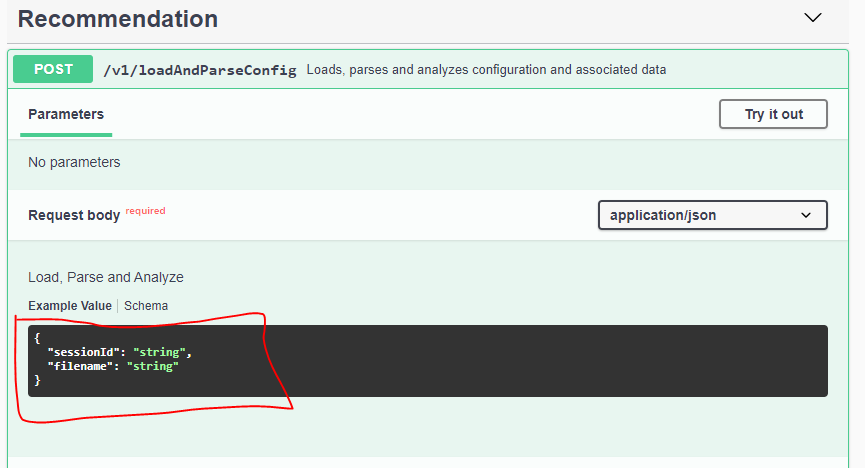 Recommendation
POST /v1/loadAndParseConfig Loads, parses and analyzes configuration and associated data
Parameters Try it out
No parameters
Request body required application/json
Load, Parse and Analyze
Example Value Schema
{
"sessionId": "string",
"filename": "string"
}